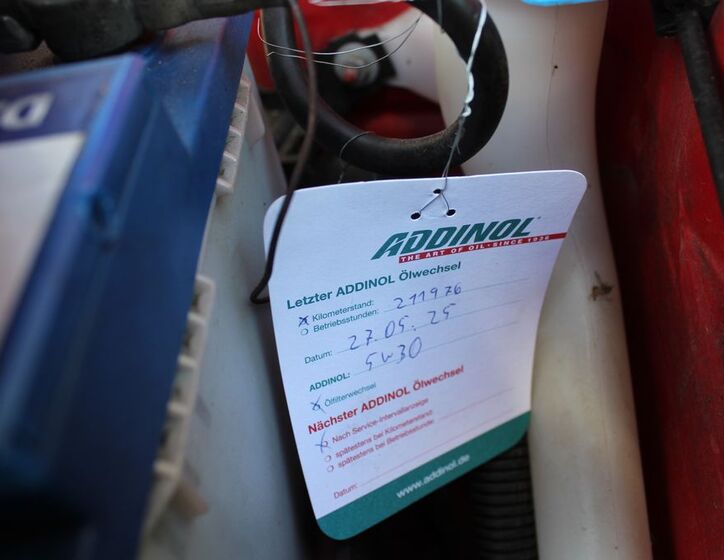 D
ADDINOL
THE ART OF OIL · SINCE 1936
Letzter ADDINOL Ölwechsel
Kilometerstand: 211976
Betriebsstunden:
Datum: 27.05.25
ADDINOL: 5W30
Ölfilterwechsel
Nächster ADDINOL Ölwechsel
Nach Service-Intervallanzeige
spätestens bei Kilometerstand:
spätestens bei Betriebsstunde:
Datum:
www.addinol.de